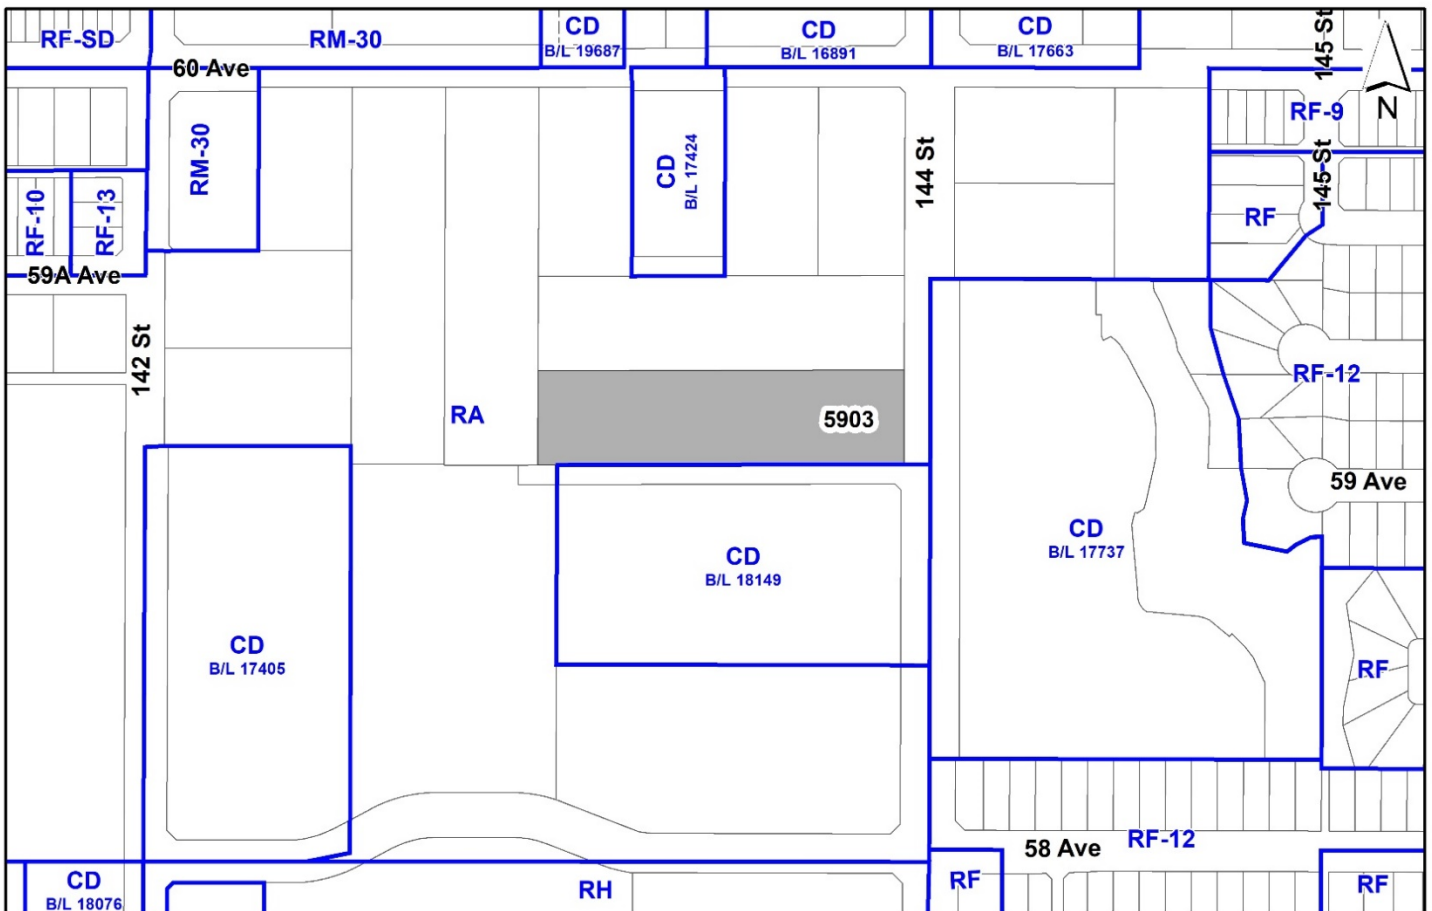 RF-SD
RM-30
CD
B/L 19687
CD
B/L 16891
CD
B/L 17663
145 St
60 Ave
N
RF-9
RM-30
CD
B/L 17424
144 St
145 St
RF
RF-10
RF-13
59A Ave
142 St
RF-12
RA
5903
59 Ave
CD
B/L 17737
CD
B/L 18149
CD
B/L 17405
RF
58 Ave
RF-12
CD
B/L 18076
RH
RF
RF